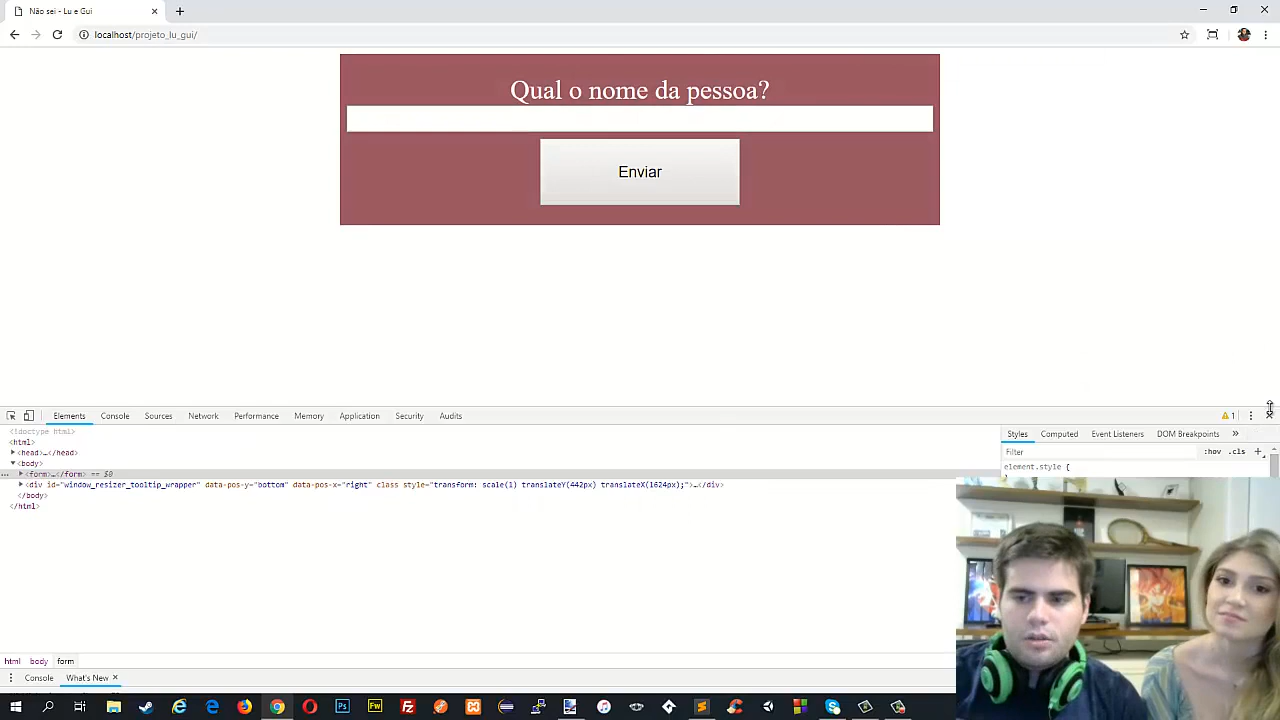 Não sei - Lu e Gui
localhost/projeto_lu_gui/
Qual o nome da pessoa?
Enviar
Elements Console Sources Network Performance Memory Application Security Audits 1
<!doctype html>
<html>
<head>…</head>
<body>
… <form>…</form> == $0
<div id="window_resizer_tooltip_wrapper" data-pos-y="bottom" data-pos-x="right" class style="transform: scale(1) translateY(442px) translateX(1624px);">…</div>
</body>
</html>
Styles Computed Event Listeners DOM Breakpoints »
Filter :hov .cls +
element.style {
html body form
Console What's New